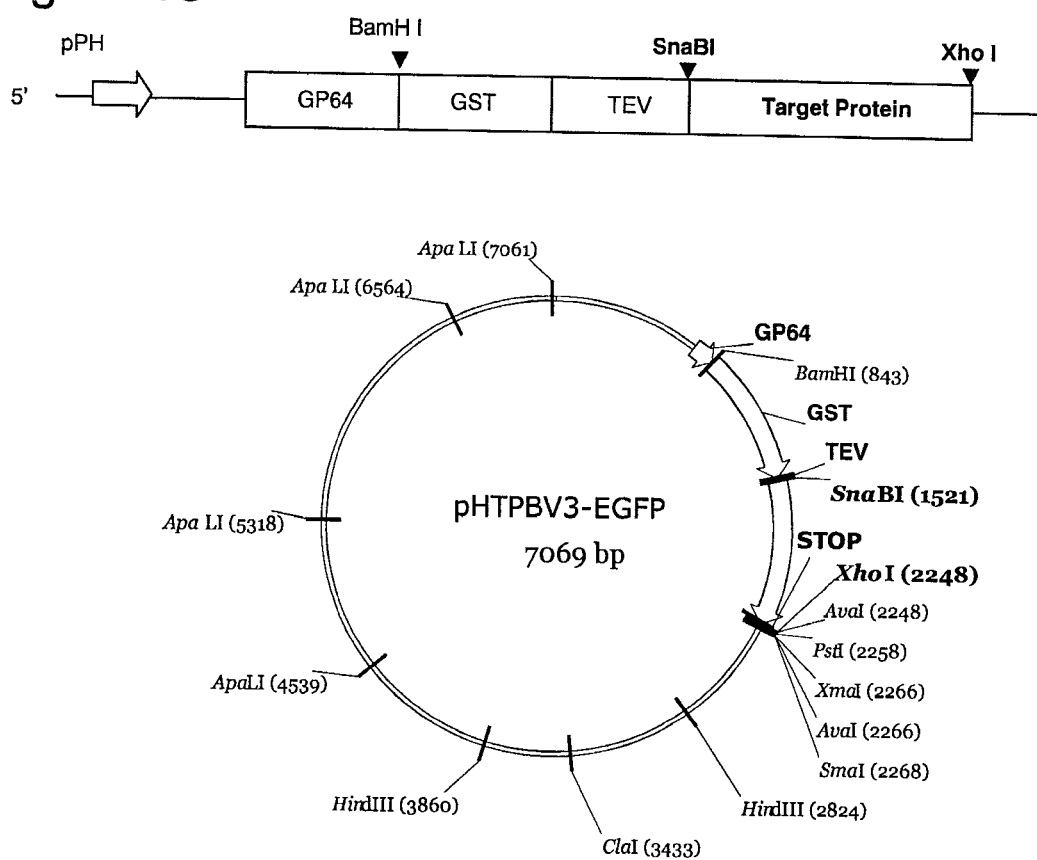 BamH I
pPH
SnaBI
Xho I
5'
GP64
GST
TEV
Target Protein
Apa LI (7061)
Apa LI (6564)
GP64
BamHI (843)
GST
TEV
SnaBI (1521)
pHTPBV3-EGFP
7069 bp
Apa LI (5318)
STOP
XhoI (2248)
AvaI (2248)
PstI (2258)
ApaLI (4539)
XmaI (2266)
AvaI (2266)
SmaI (2268)
HindIII (3860)
HindIII (2824)
ClaI (3433)